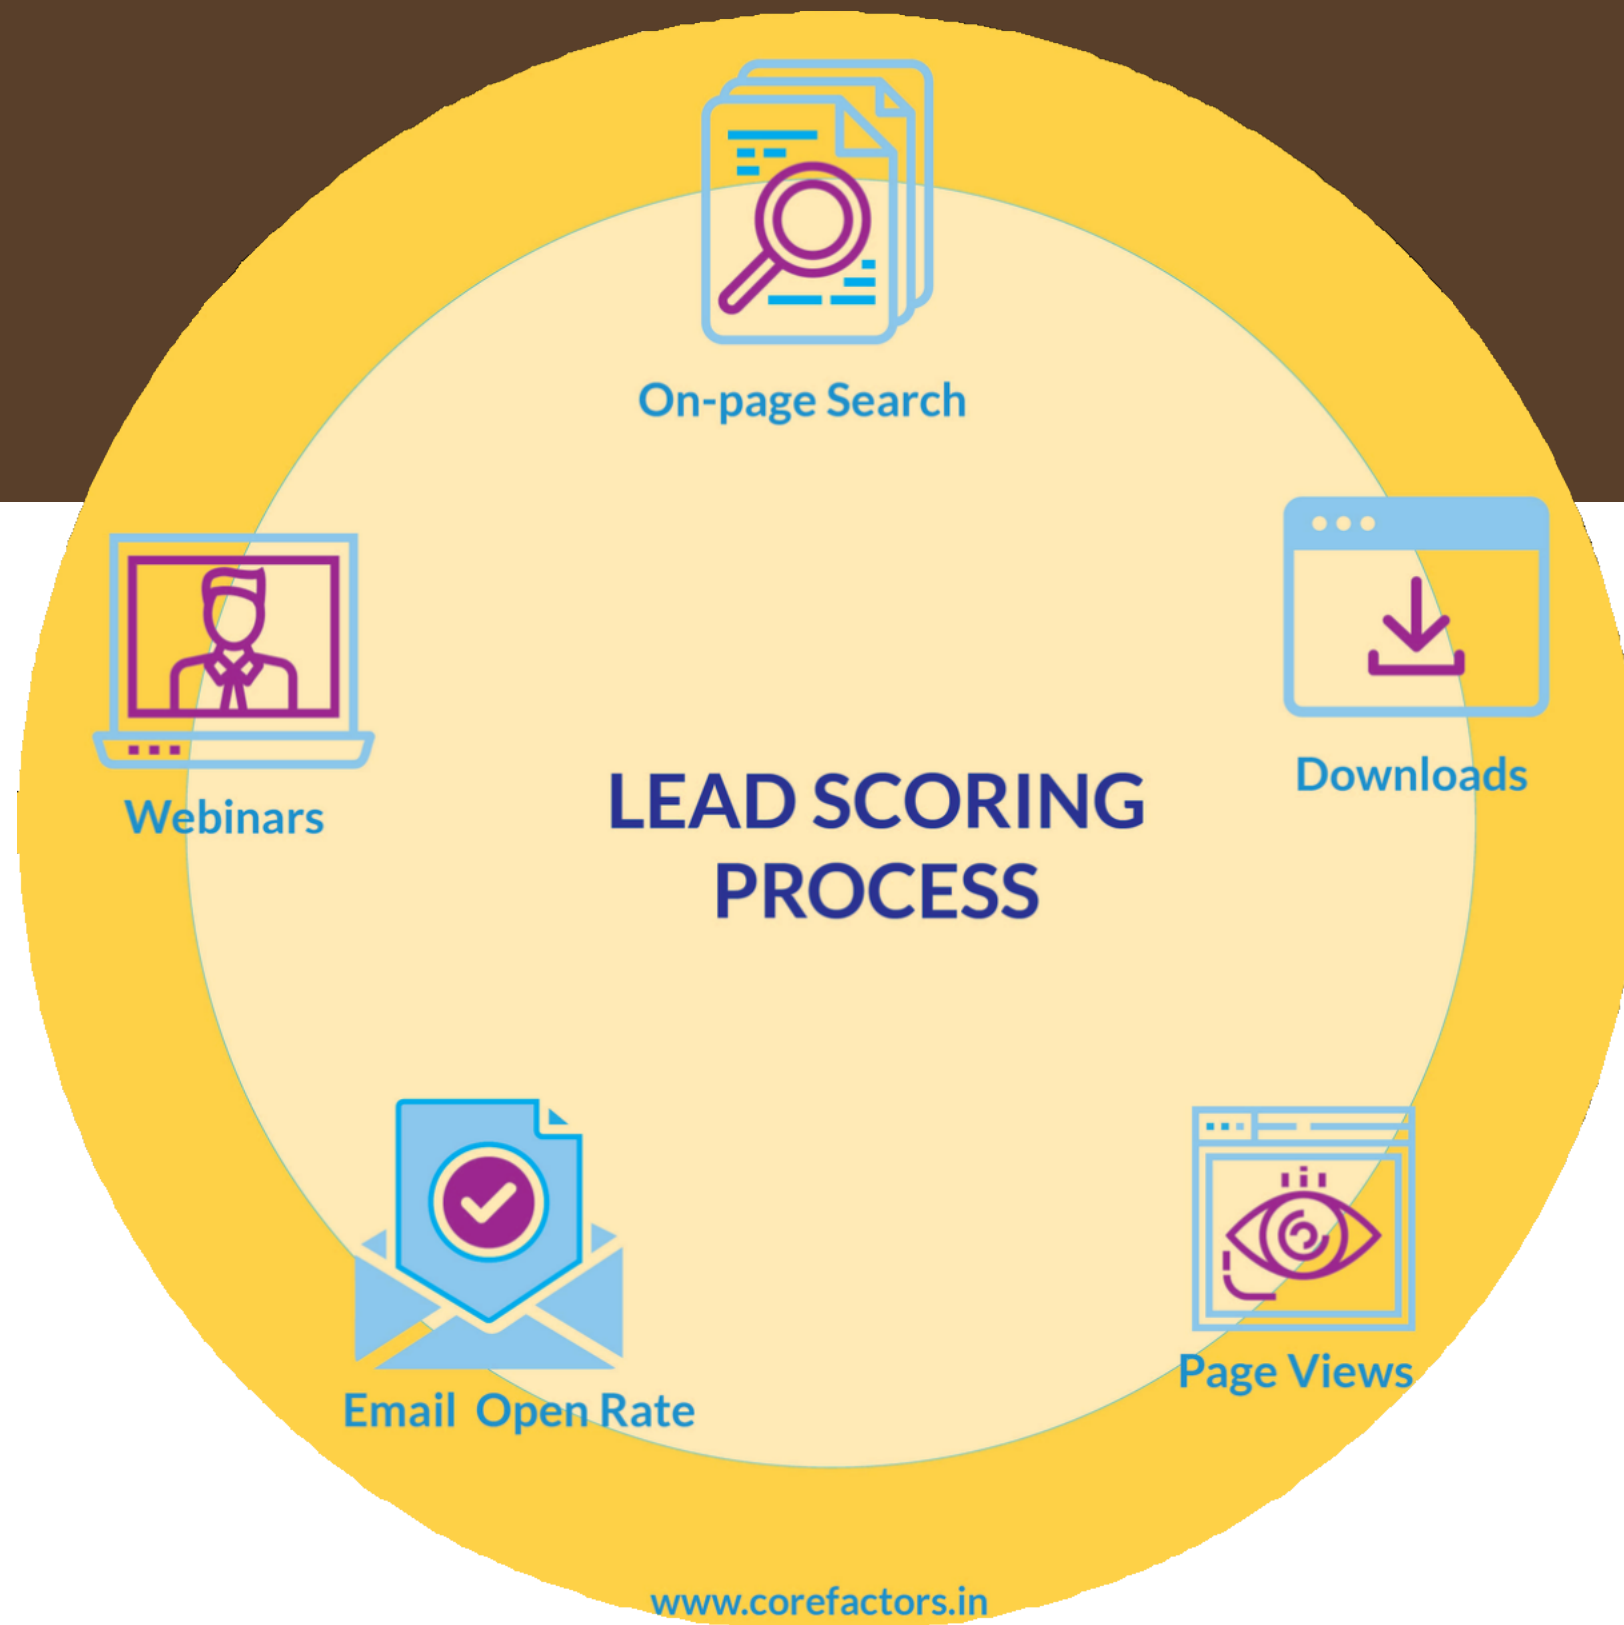 On-page Search
Downloads
Webinars
LEAD SCORING
PROCESS
Page Views
Email  Open Rate
www.corefactors.in